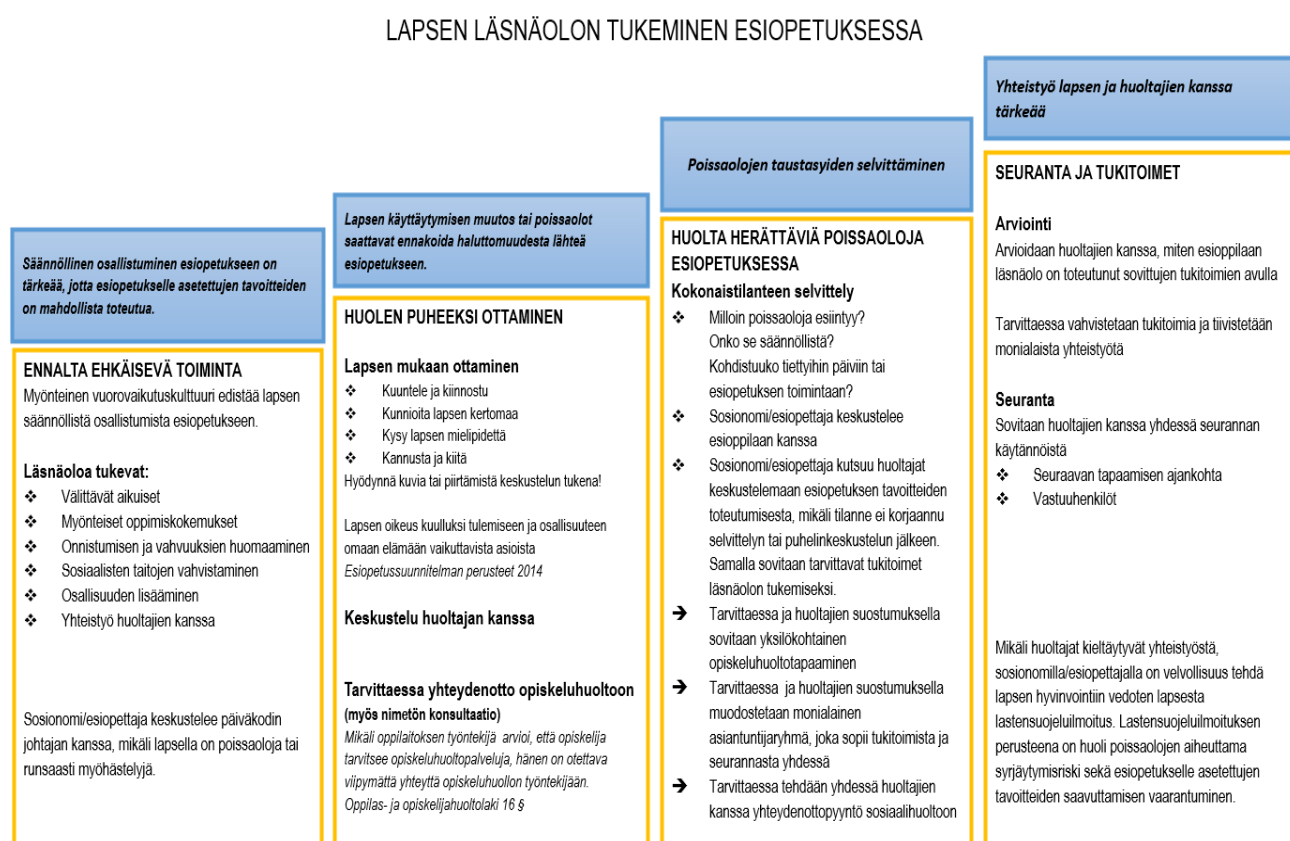 LAPSEN LÄSNÄOLON TUKEMINEN ESIOPETUKSESSA
Säännöllinen osallistuminen esiopetukseen on
tärkeää, jotta esiopetukselle asetettujen tavoitteiden
on mahdollista toteutua.
ENNALTA EHKÄISEVÄ TOIMINTA
Myönteinen vuorovaikutuskulttuuri edistää lapsen
säännöllistä osallistumista esiopetukseen.
Läsnäoloa tukevat:
❖ Välittävät aikuiset
❖ Myönteiset oppimiskokemukset
❖ Onnistumisen ja vahvuuksien huomaaminen
❖ Sosiaalisten taitojen vahvistaminen
❖ Osallisuuden lisääminen
❖ Yhteistyö huoltajien kanssa
Sosionomi/esiopettaja keskustelee päiväkodin
johtajan kanssa, mikäli lapsella on poissaoloja tai
runsaasti myöhästelyjä.
Lapsen käyttäytymisen muutos tai poissaolot
saattavat ennakoida haluttomuudesta lähteä
esiopetukseen.
HUOLEN PUHEEKSI OTTAMINEN
Lapsen mukaan ottaminen
❖ Kuuntele ja kiinnostu
❖ Kunnioita lapsen kertomaa
❖ Kysy lapsen mielipidettä
❖ Kannusta ja kiitä
Hyödynnä kuvia tai piirtämistä keskustelun tukena!
Lapsen oikeus kuulluksi tulemiseen ja osallisuuteen
omaan elämään vaikuttavista asioista
Esiopetussuunnitelman perusteet 2014
Keskustelu huoltajan kanssa
Tarvittaessa yhteydenotto opiskeluhuoltoon
(myös nimetön konsultaatio)
Mikäli oppilaitoksen työntekijä arvioi, että opiskelija
tarvitsee opiskeluhuoltopalveluja, hänen on otettava
viipymättä yhteyttä opiskeluhuollon työntekijään.
Oppilas- ja opiskelijahuoltolaki 16 §
Poissaolojen taustasyiden selvittäminen
HUOLTA HERÄTTÄVIÄ POISSAOLOJA
ESIOPETUKSESSA
Kokonaistilanteen selvittely
❖ Milloin poissaoloja esiintyy?
Onko se säännöllistä?
Kohdistuuko tiettyihin päiviin tai
esiopetuksen toimintaan?
❖ Sosionomi/esiopettaja keskustelee
esioppilaan kanssa
❖ Sosionomi/esiopettaja kutsuu huoltajat
keskustelemaan esiopetuksen tavoitteiden
toteutumisesta, mikäli tilanne ei korjaannu
selvittelyn tai puhelinkeskustelun jälkeen.
Samalla sovitaan tarvittavat tukitoimet
läsnäolon tukemiseksi.
➔ Tarvittaessa ja huoltajien suostumuksella
sovitaan yksilökohtainen
opiskeluhuoltotapaaminen
➔ Tarvittaessa ja huoltajien suostumuksella
muodostetaan monialainen
asiantuntijaryhmä, joka sopii tukitoimista ja
seurannasta yhdessä
➔ Tarvittaessa tehdään yhdessä huoltajien
kanssa yhteydenottopyyntö sosiaalihuoltoon
Yhteistyö lapsen ja huoltajien kanssa
tärkeää
SEURANTA JA TUKITOIMET
Arviointi
Arvioidaan huoltajien kanssa, miten esioppilaan
läsnäolo on toteutunut sovittujen tukitoimien avulla
Tarvittaessa vahvistetaan tukitoimia ja tiivistetään
monialaista yhteistyötä
Seuranta
Sovitaan huoltajien kanssa yhdessä seurannan
käytännöistä
❖ Seuraavan tapaamisen ajankohta
❖ Vastuuhenkilöt
Mikäli huoltajat kieltäytyvät yhteistyöstä,
sosionomilla/esiopettajalla on velvollisuus tehdä
lapsen hyvinvointiin vedoten lapsesta
lastensuojeluilmoitus. Lastensuojeluilmoituksen
perusteena on huoli poissaolojen aiheuttama
syrjäytymisriski sekä esiopetukselle asetettujen
tavoitteiden saavuttamisen vaarantuminen.